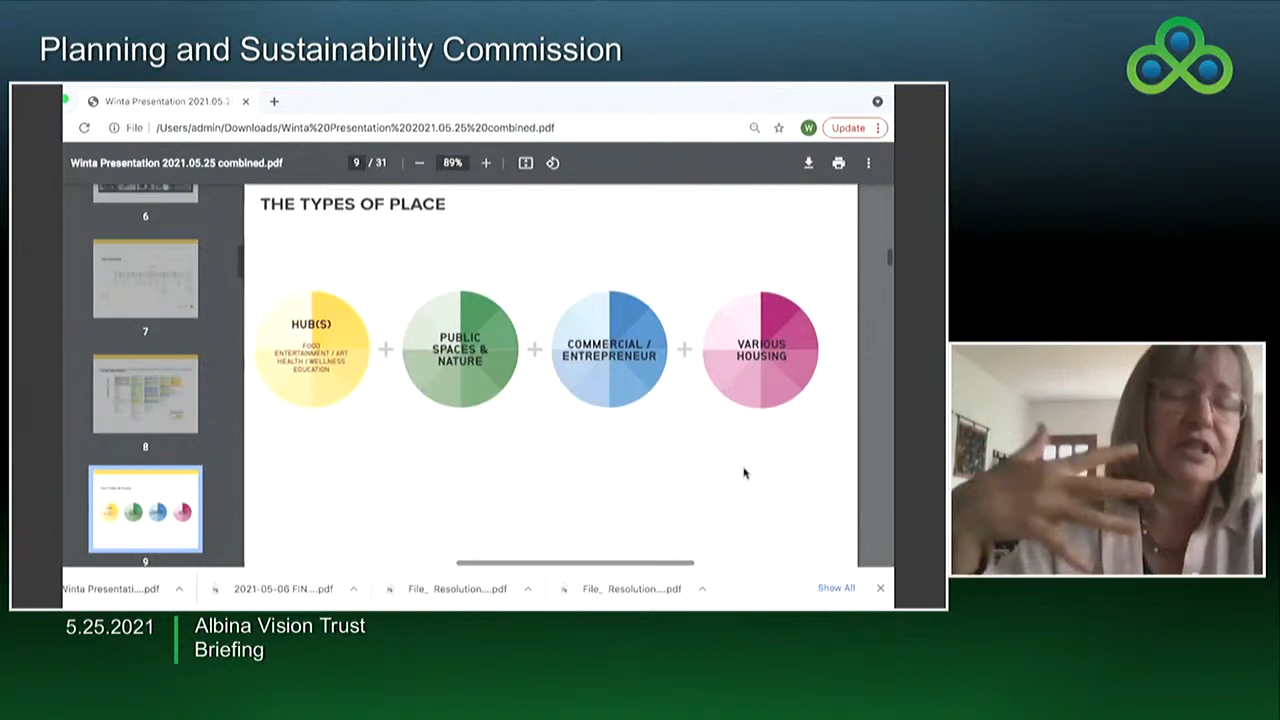 Planning and Sustainability Commission
Winta Presentation 2021.05.2
File
/Users/admin/Downloads/Winta%20Presentation%202021.05.25%20combined.pdf
W
Update
Winta Presentation 2021.05.25 combined.pdf
9 / 31
89%
6
7
8
9
THE TYPES OF PLACE
HUB(S)
FOOD
ENTERTAINMENT / ART
HEALTH / WELLNESS
EDUCATION
+
PUBLIC
SPACES &
NATURE
+
COMMERCIAL /
ENTREPRENEUR
+
VARIOUS
HOUSING
Winta Presentati....pdf
2021-05-06 FIN....pdf
File_ Resolution....pdf
File_ Resolution....pdf
Show All
5.25.2021
Albina Vision Trust
Briefing